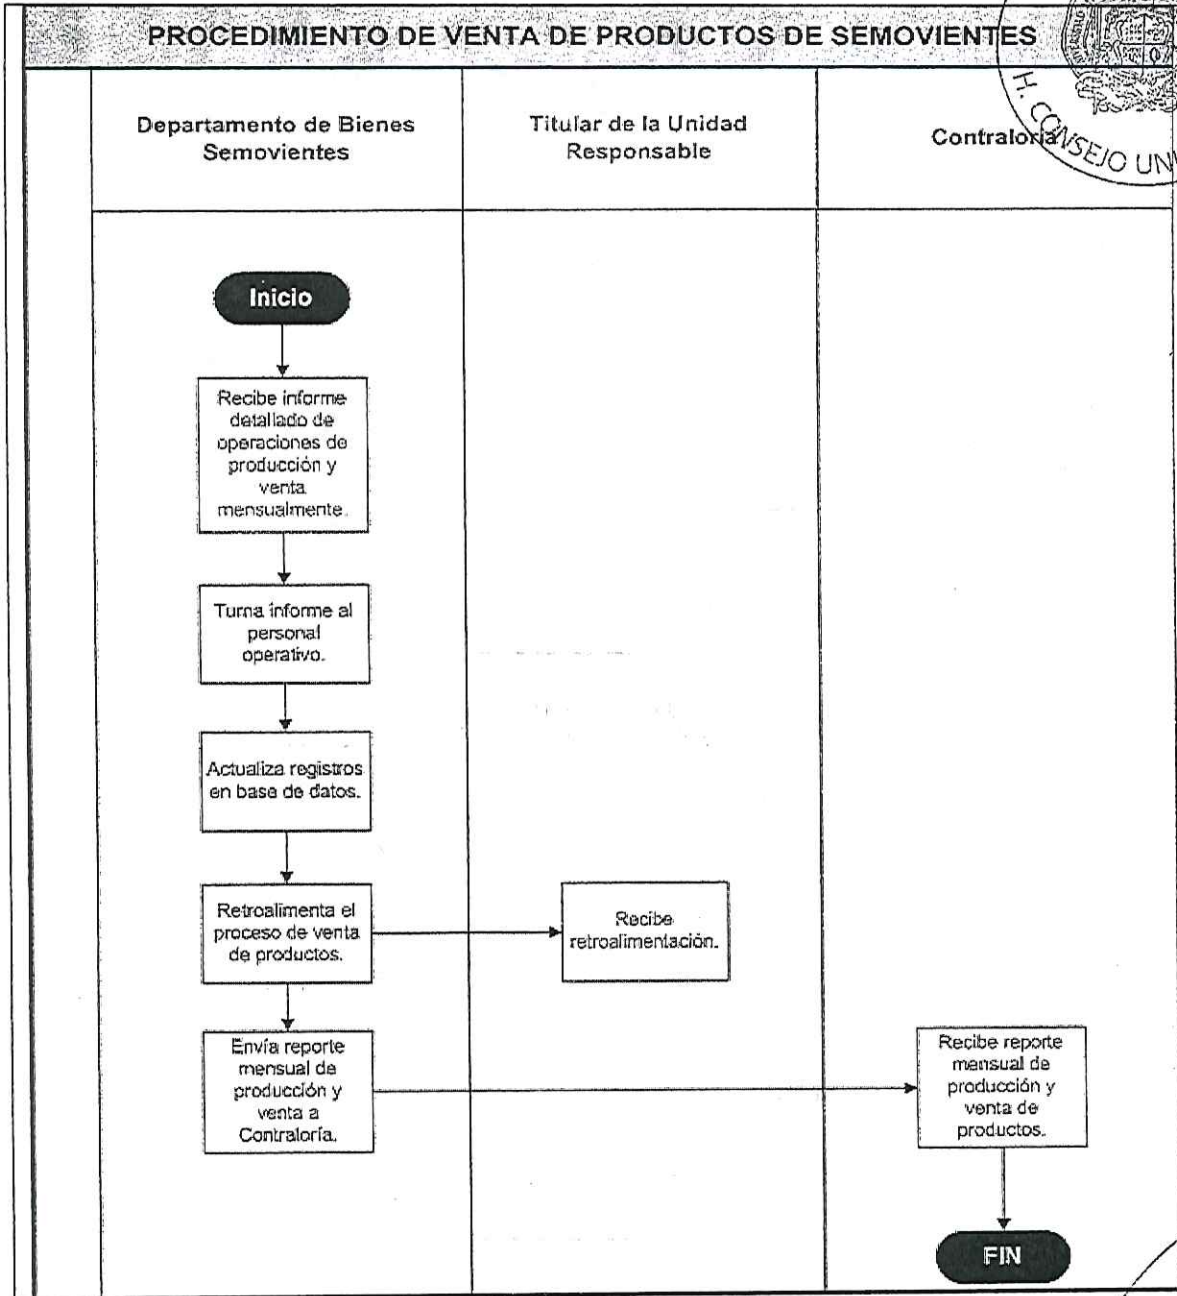 PROCEDIMIENTO DE VENTA DE PRODUCTOS DE SEMOVIENTES
H. CONSEJO
Departamento de Bienes
Semovientes
Titular de la Unidad
Responsable
Contraloría
Inicio
Recibe informe
detallado de
operaciones de
producción y
venta
mensualmente.
Turna informe al
personal
operativo.
Actualiza registros
en base de datos.
Retroalimenta el
proceso de venta
de productos.
Recibe
retroalimentación.
Envía reporte
mensual de
producción y
venta a
Contraloría.
Recibe reporte
mensual de
producción y
venta de
productos.
FIN